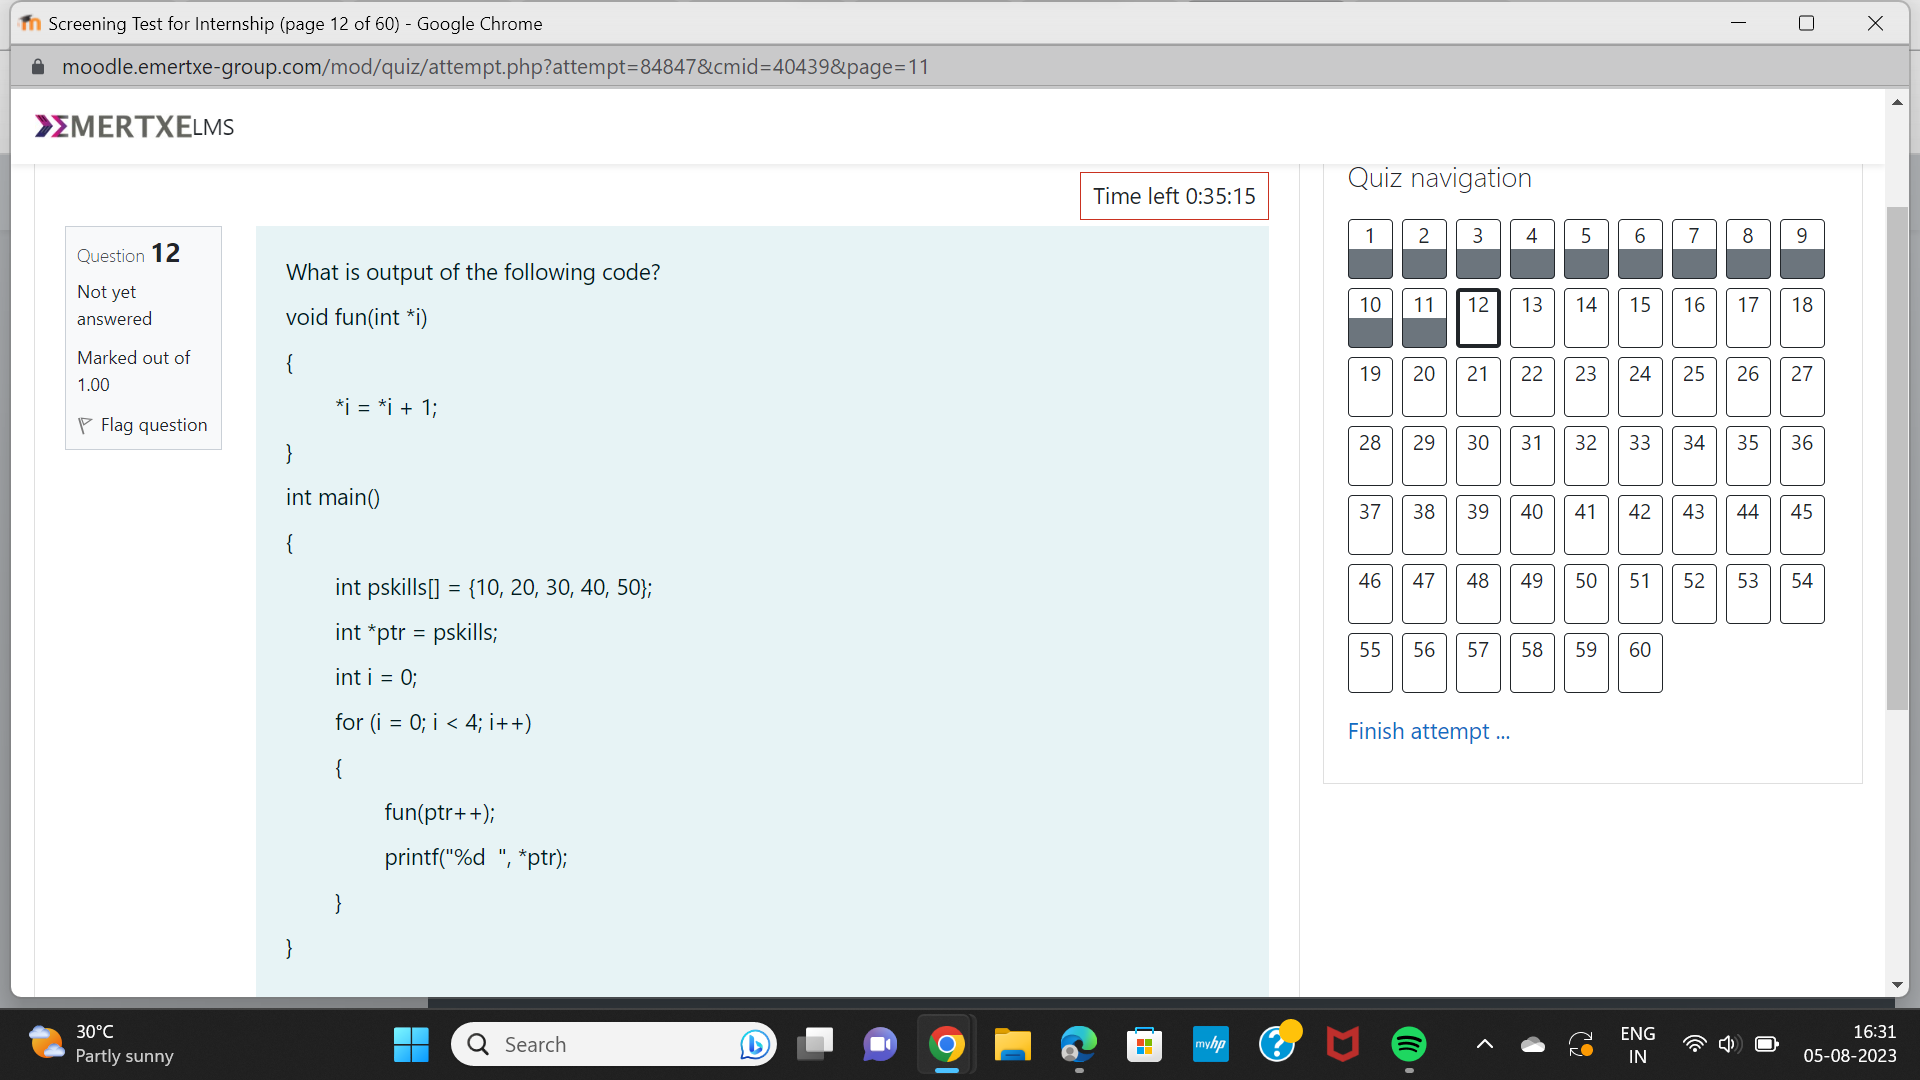 Screening Test for Internship (page 12 of 60) - Google Chrome
moodle.emertxe-group.com/mod/quiz/attempt.php?attempt=84847&cmid=40439&page=11
EMERTXE LMS
Time left 0:35:15
Question 12
Not yet
answered
Marked out of
1.00
Flag question
What is output of the following code?
void fun(int *i)
{
*i = *i + 1;
}
int main()
{
int pskills[] = {10, 20, 30, 40, 50};
int *ptr = pskills;
int i = 0;
for (i = 0; i < 4; i++)
{
fun(ptr++);
printf("%d  ", *ptr);
}
}
Quiz navigation
1 2 3 4 5 6 7 8 9
10 11 12 13 14 15 16 17 18
19 20 21 22 23 24 25 26 27
28 29 30 31 32 33 34 35 36
37 38 39 40 41 42 43 44 45
46 47 48 49 50 51 52 53 54
55 56 57 58 59 60
Finish attempt ...
30°C
Partly sunny
Search
myhp
ENG
IN
16:31
05-08-2023